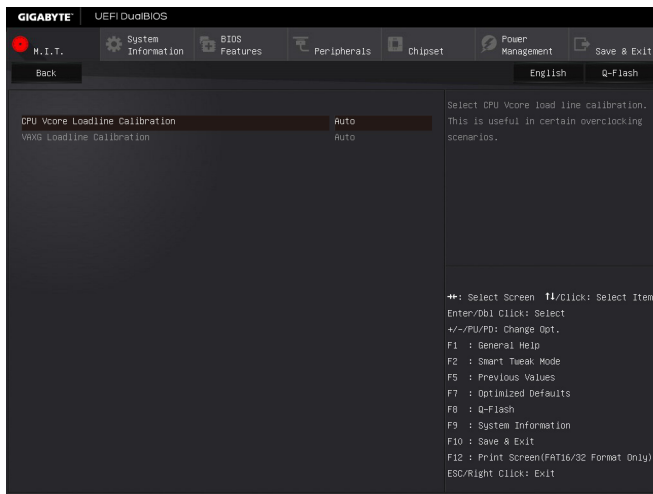 GIGABYTE™ UEFI DualBIOS
M.I.T.
System Information
BIOS Features
Peripherals
Chipset
Power Management
Save & Exit
Back
English
Q-Flash
CPU Vcore Loadline Calibration Auto
VAXG Loadline Calibration Auto
Select CPU Vcore load line calibration.
This is useful in certain overclocking
scenarios.
→←: Select Screen ↑↓/Click: Select Item
Enter/Dbl Click: Select
+/-/PU/PD: Change Opt.
F1 : General Help
F2 : Smart Tweak Mode
F5 : Previous Values
F7 : Optimized Defaults
F8 : Q-Flash
F9 : System Information
F10 : Save & Exit
F12 : Print Screen(FAT16/32 Format Only)
ESC/Right Click: Exit